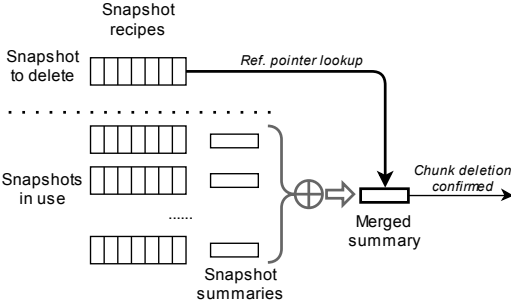 Snapshot
recipes
Snapshot
to delete
Ref. pointer lookup
Snapshots
in use
......
Chunk deletion
confirmed
Merged
summary
Snapshot
summaries